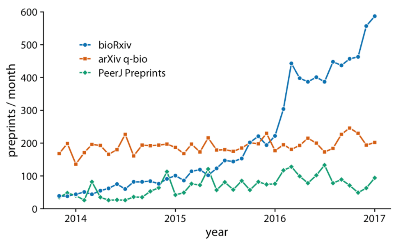 600
500
400
300
200
100
0
preprints / month
bioRxiv
arXiv q-bio
PeerJ Preprints
2014
2015
2016
2017
year